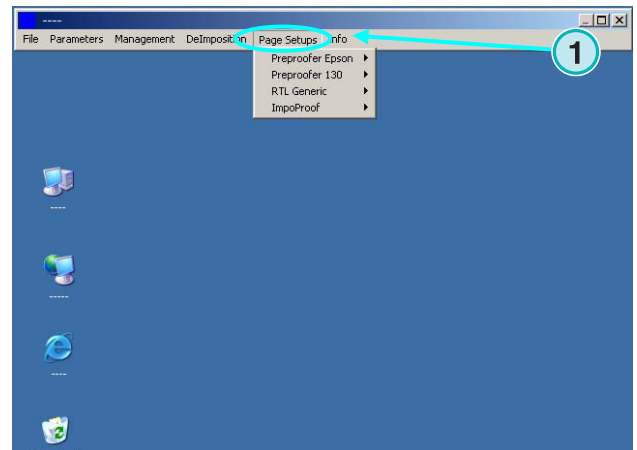 ----
File Parameters Management DeImposition Page Setups Info
1
Preproofer Epson
Preproofer 130
RTL Generic
ImpoProof
----
-----
----